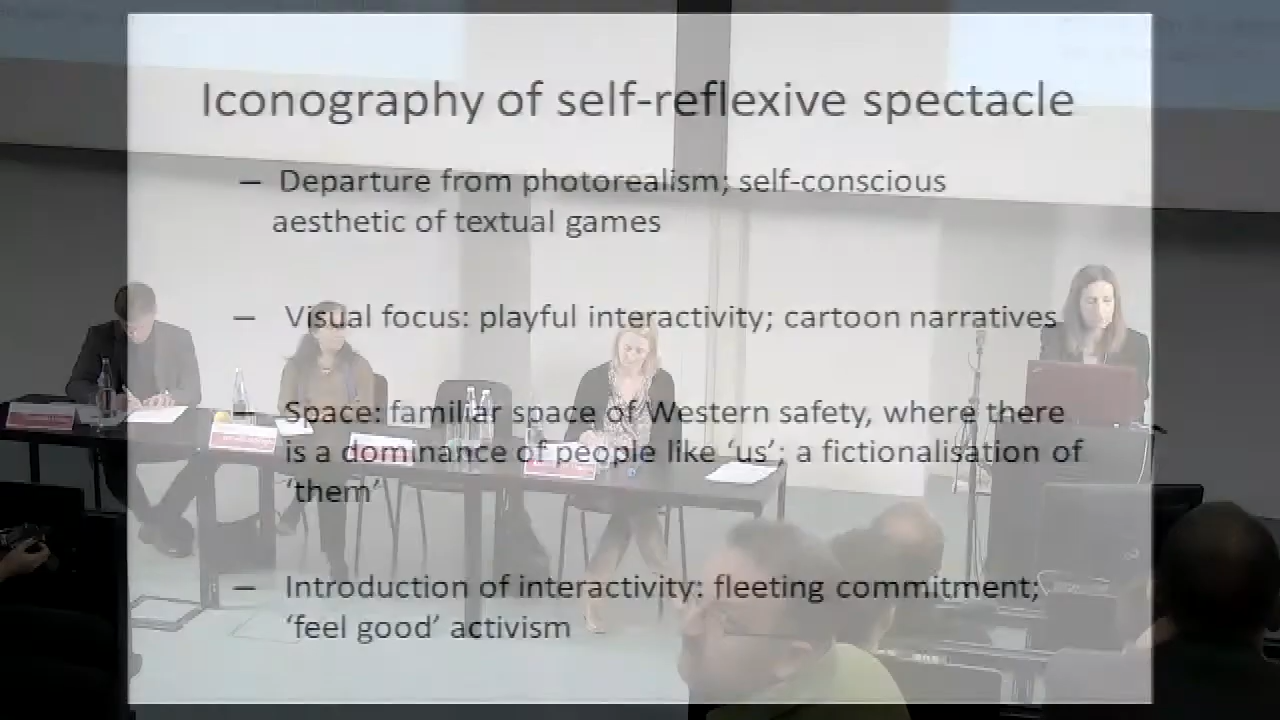 Iconography of self-reflexive spectacle
– Departure from photorealism; self-conscious
aesthetic of textual games
– Visual focus: playful interactivity; cartoon narratives
– Space: familiar space of Western safety, where there
is a dominance of people like ‘us’; a fictionalisation of
‘them’
– Introduction of interactivity: fleeting commitment;
‘feel good’ activism